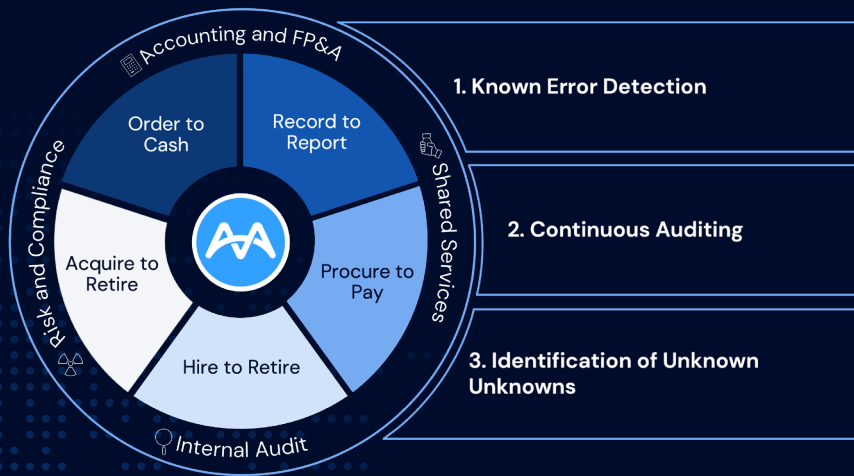 Accounting and FP&A
Order to
Cash
Record to
Report
Shared Services
Procure to
Pay
Hire to Retire
Acquire to
Retire
Risk and Compliance
Internal Audit
1. Known Error Detection
2. Continuous Auditing
3. Identification of Unknown
Unknowns